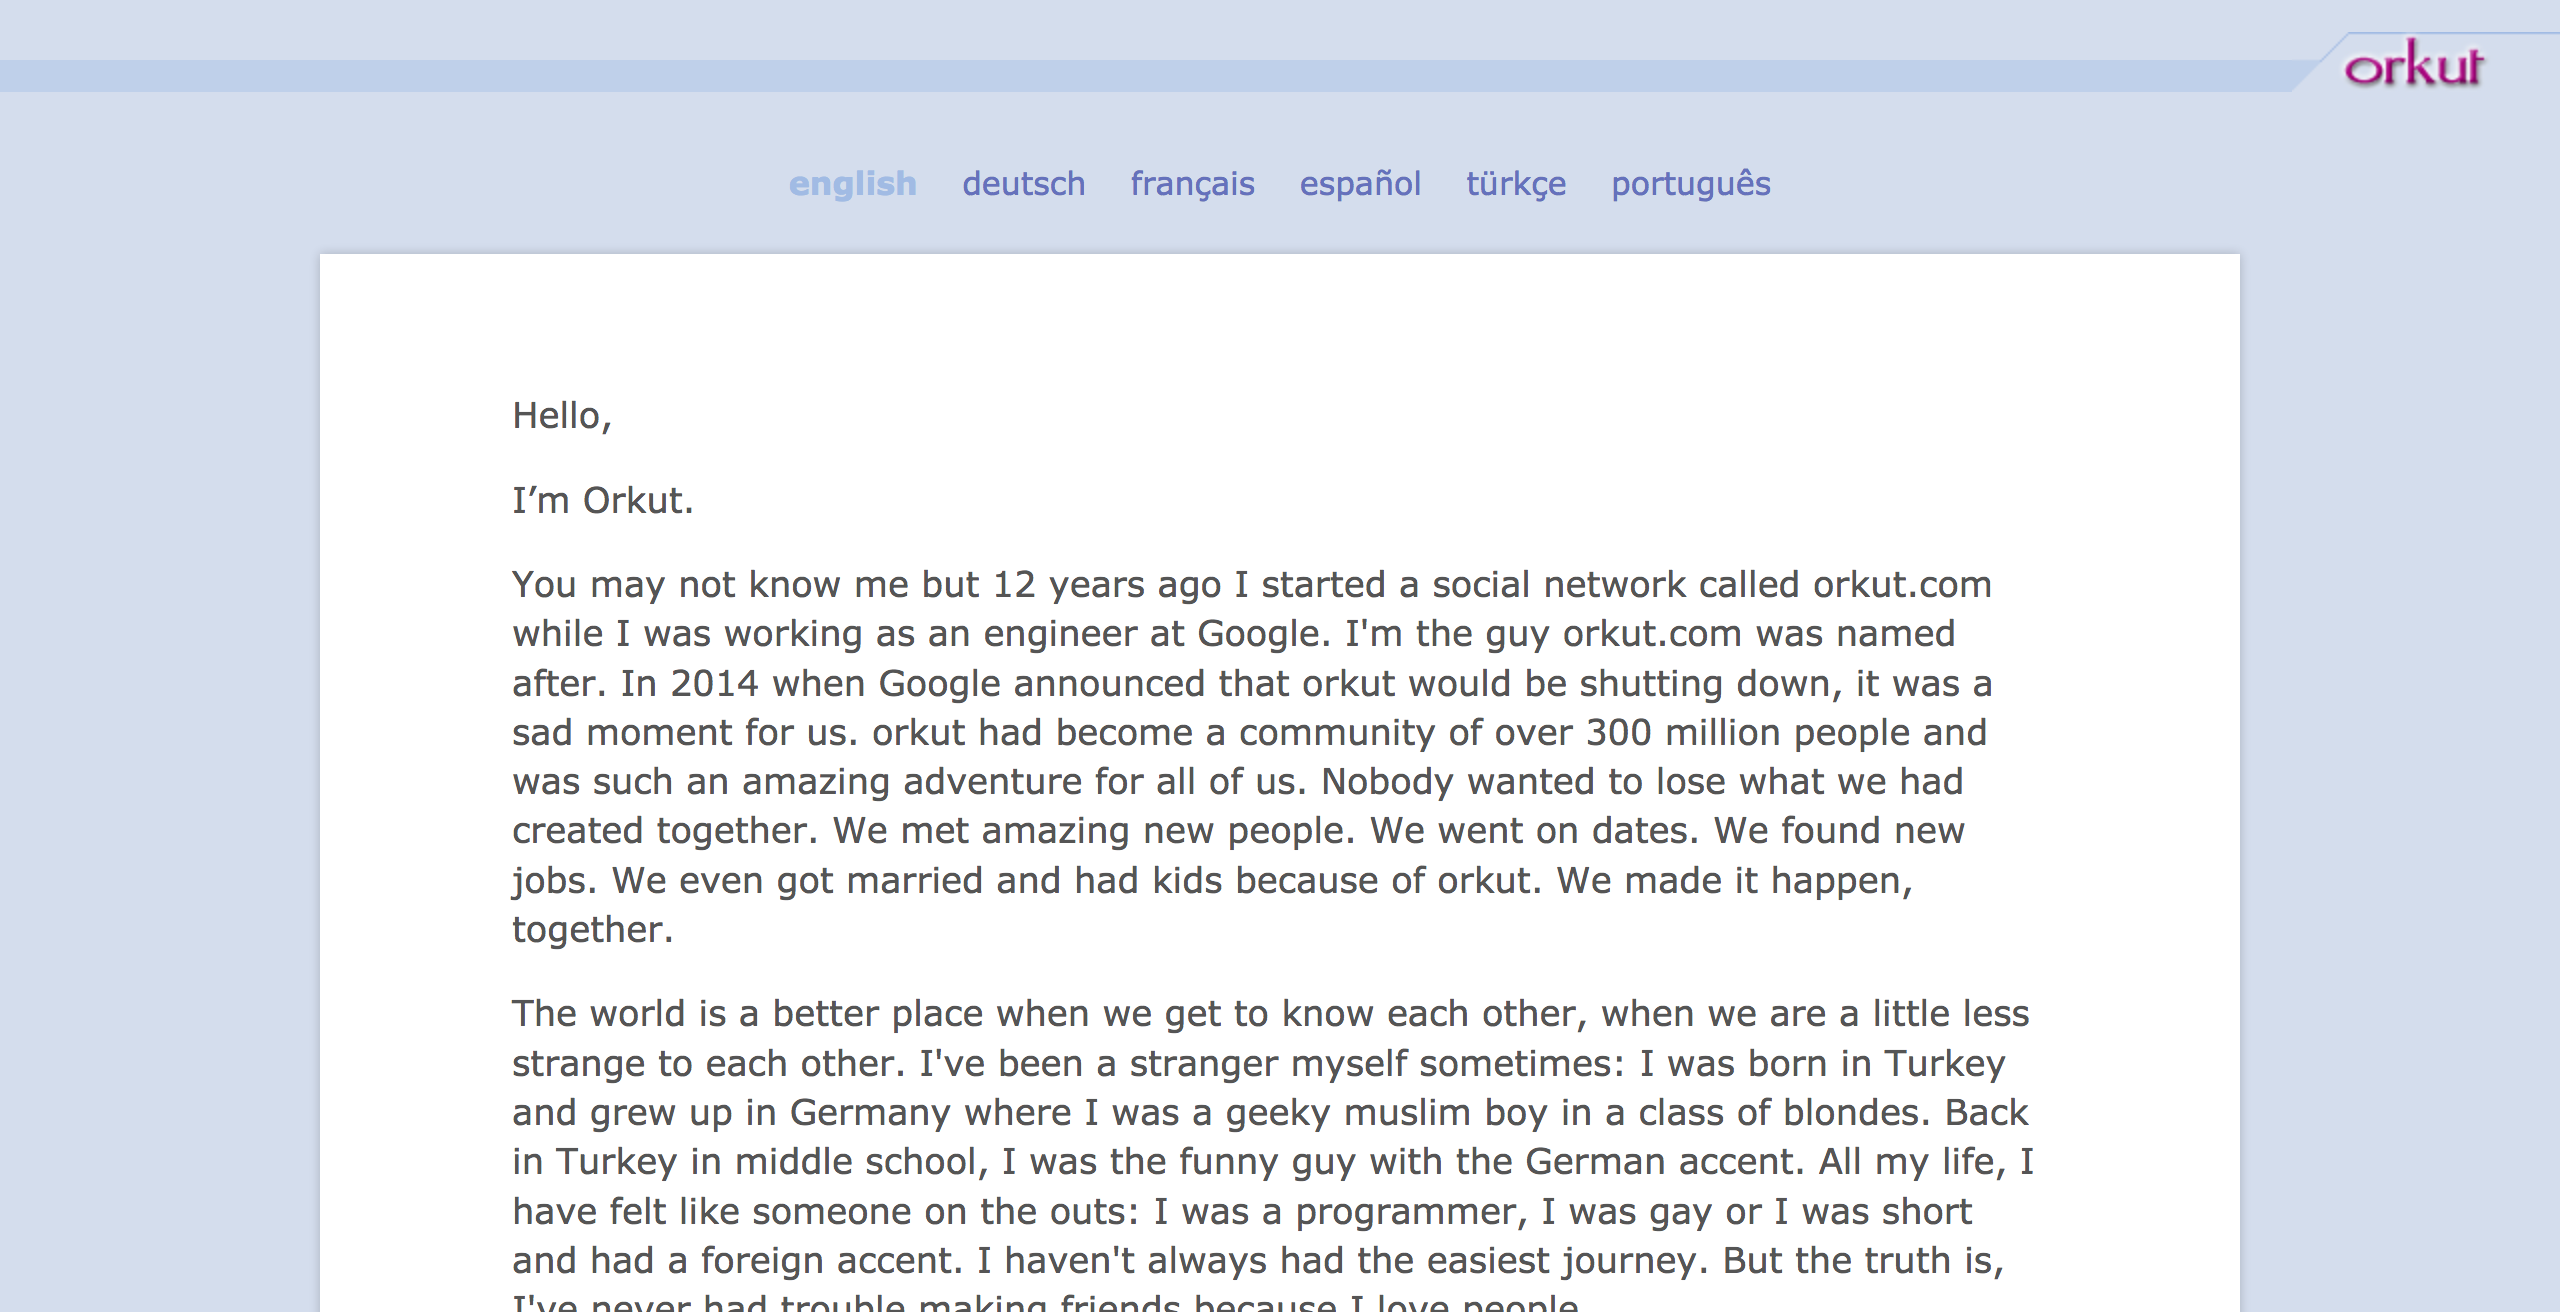 orkut
english deutsch français español türkçe português
Hello,
I’m Orkut.
You may not know me but 12 years ago I started a social network called orkut.com
while I was working as an engineer at Google. I'm the guy orkut.com was named
after. In 2014 when Google announced that orkut would be shutting down, it was a
sad moment for us. orkut had become a community of over 300 million people and
was such an amazing adventure for all of us. Nobody wanted to lose what we had
created together. We met amazing new people. We went on dates. We found new
jobs. We even got married and had kids because of orkut. We made it happen,
together.
The world is a better place when we get to know each other, when we are a little less
strange to each other. I've been a stranger myself sometimes: I was born in Turkey
and grew up in Germany where I was a geeky muslim boy in a class of blondes. Back
in Turkey in middle school, I was the funny guy with the German accent. All my life, I
have felt like someone on the outs: I was a programmer, I was gay or I was short
and had a foreign accent. I haven't always had the easiest journey. But the truth is,
I've never had trouble making friends because I love people.